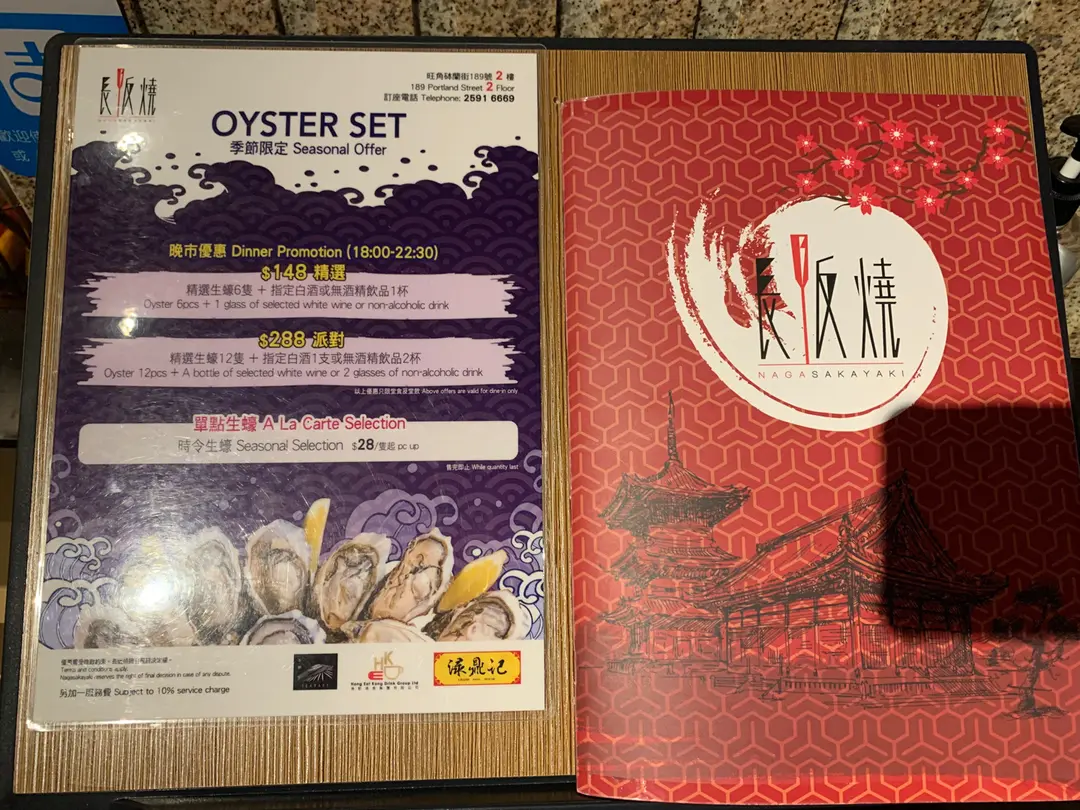 長坂燒
NAGASAKAYAKI
旺角砵蘭街189號 2 樓
189 Portland Street 2 Floor
訂座電話 Telephone: 2591 6669
OYSTER SET
季節限定 Seasonal Offer
晚市優惠 Dinner Promotion (18:00-22:30)
$148 精選
精選生蠔6隻 + 指定白酒或無酒精飲品1杯
Oyster 6pcs + 1 glass of selected white wine or non-alcoholic drink
$288 派對
精選生蠔12隻 + 指定白酒1支或無酒精飲品2杯
Oyster 12pcs + A bottle of selected white wine or 2 glasses of non-alcoholic drink
以上優惠只限堂食享用 Above offers are valid for dine-in only
單點生蠔 A La Carte Selection
時令生蠔 Seasonal Selection $28/隻起 pc up
售完即止 While quantity last
Terms and conditions apply.
Nagasakayaki reserves the right of final decision in case of any dispute.
另加一服務費 Subject to 10% service charge
HK
Hong Eat Kong Drink Group Ltd
滾鼎記
長坂燒
NAGASAKAYAKI
歡迎使
或